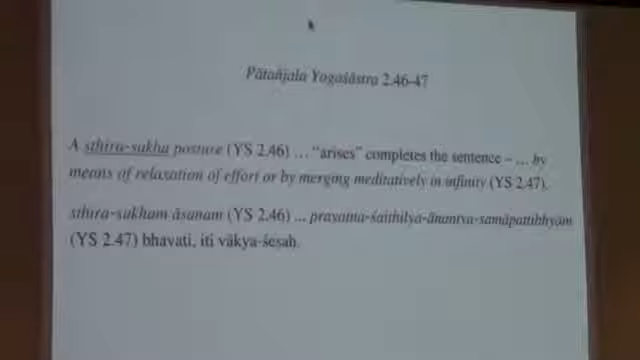 Pātañjala Yogaśāstra 2.46-47
A sthira-sukha posture (YS 2.46) ... "arises" completes the sentence – ... by
means of relaxation of effort or by merging meditatively in infinity (YS 2.47).
sthira-sukham āsanam (YS 2.46) ... prayatna-śaithilya-ānantya-samāpattibhyām
(YS 2.47) bhavati, iti vākya-śeṣaḥ.